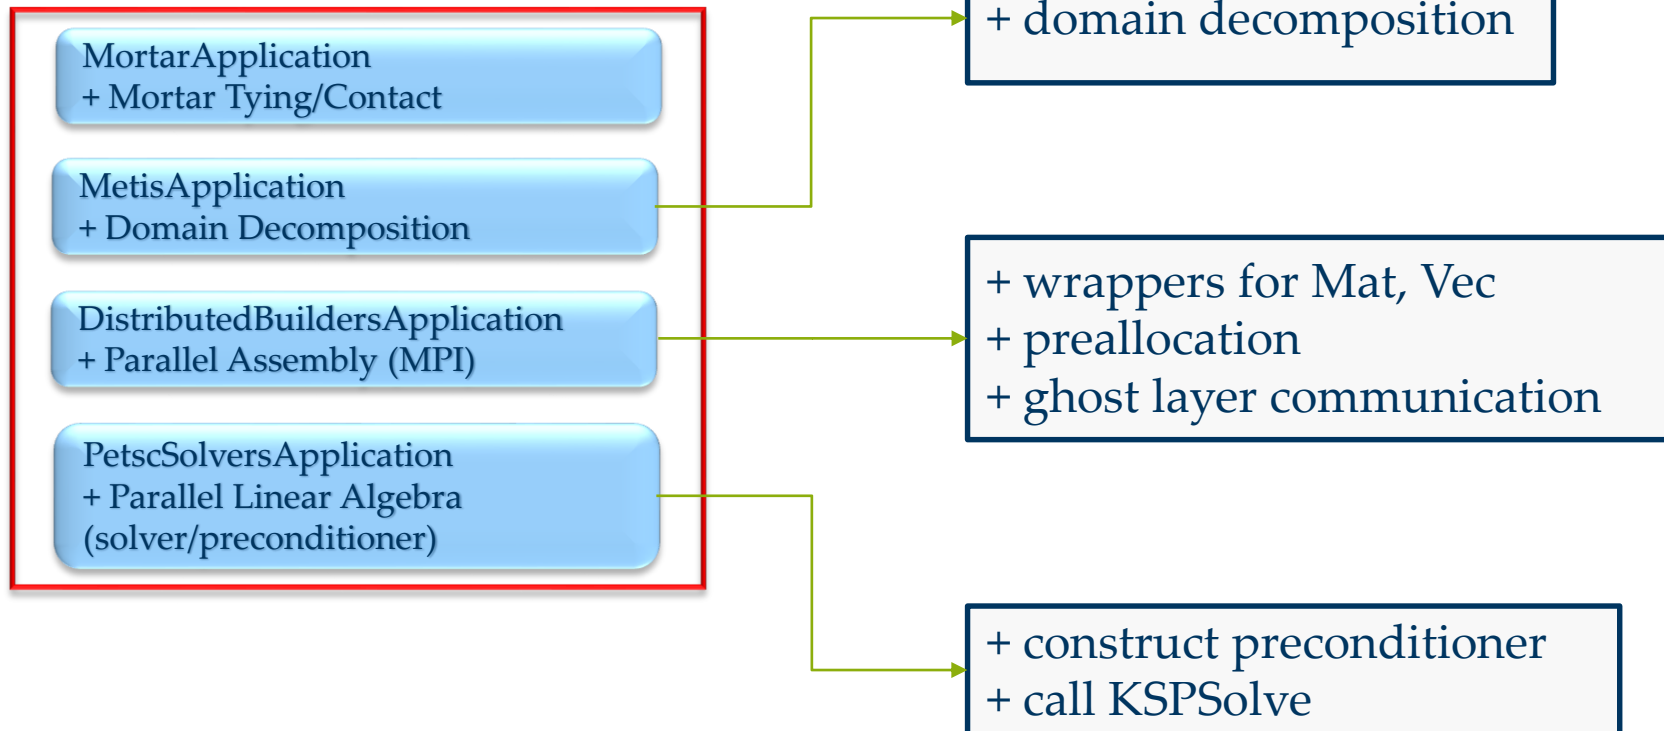 MortarApplication
+ Mortar Tying/Contact
MetisApplication
+ Domain Decomposition
DistributedBuildersApplication
+ Parallel Assembly (MPI)
PetscSolversApplication
+ Parallel Linear Algebra
(solver/preconditioner)
+ domain decomposition
+ wrappers for Mat, Vec
+ preallocation
+ ghost layer communication
+ construct preconditioner
+ call KSPSolve